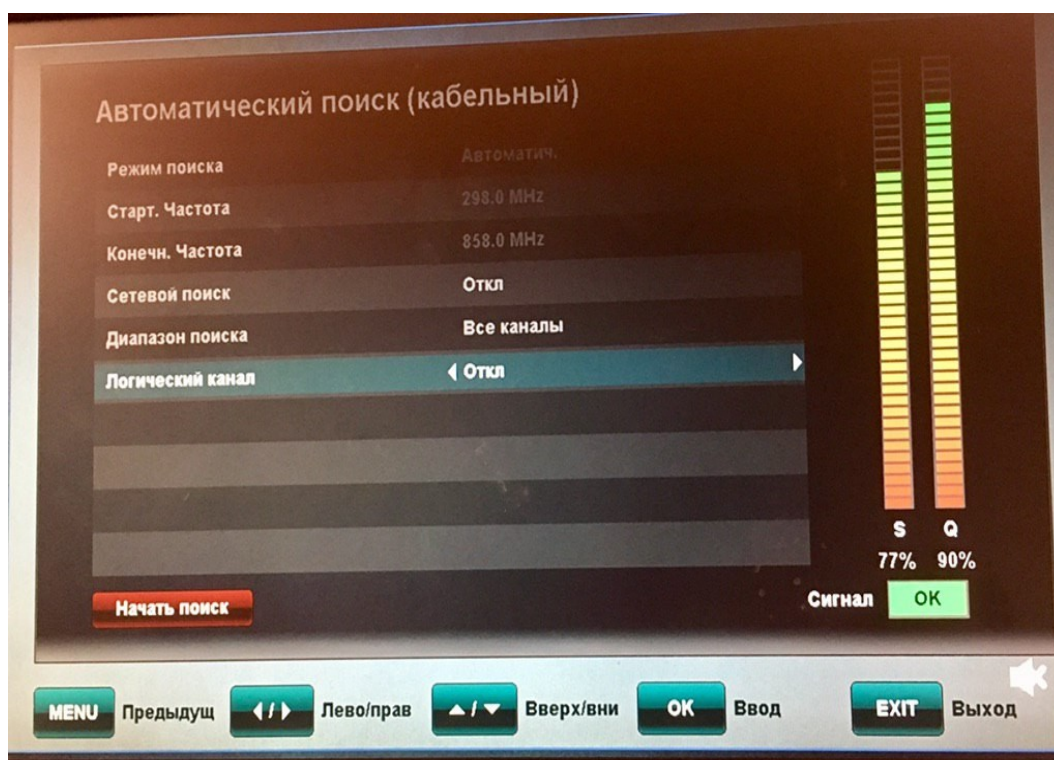 Автоматический поиск (кабельный)
Режим поиска Автоматич.
Старт. Частота 298.0 MHz
Конечн. Частота 858.0 MHz
Сетевой поиск Откл
Диапазон поиска Все каналы
Логический канал Откл
S Q
77% 90%
Начать поиск Сигнал OK
MENU Предыдущ Лево/прав Вверх/вни OK Ввод EXIT Выход